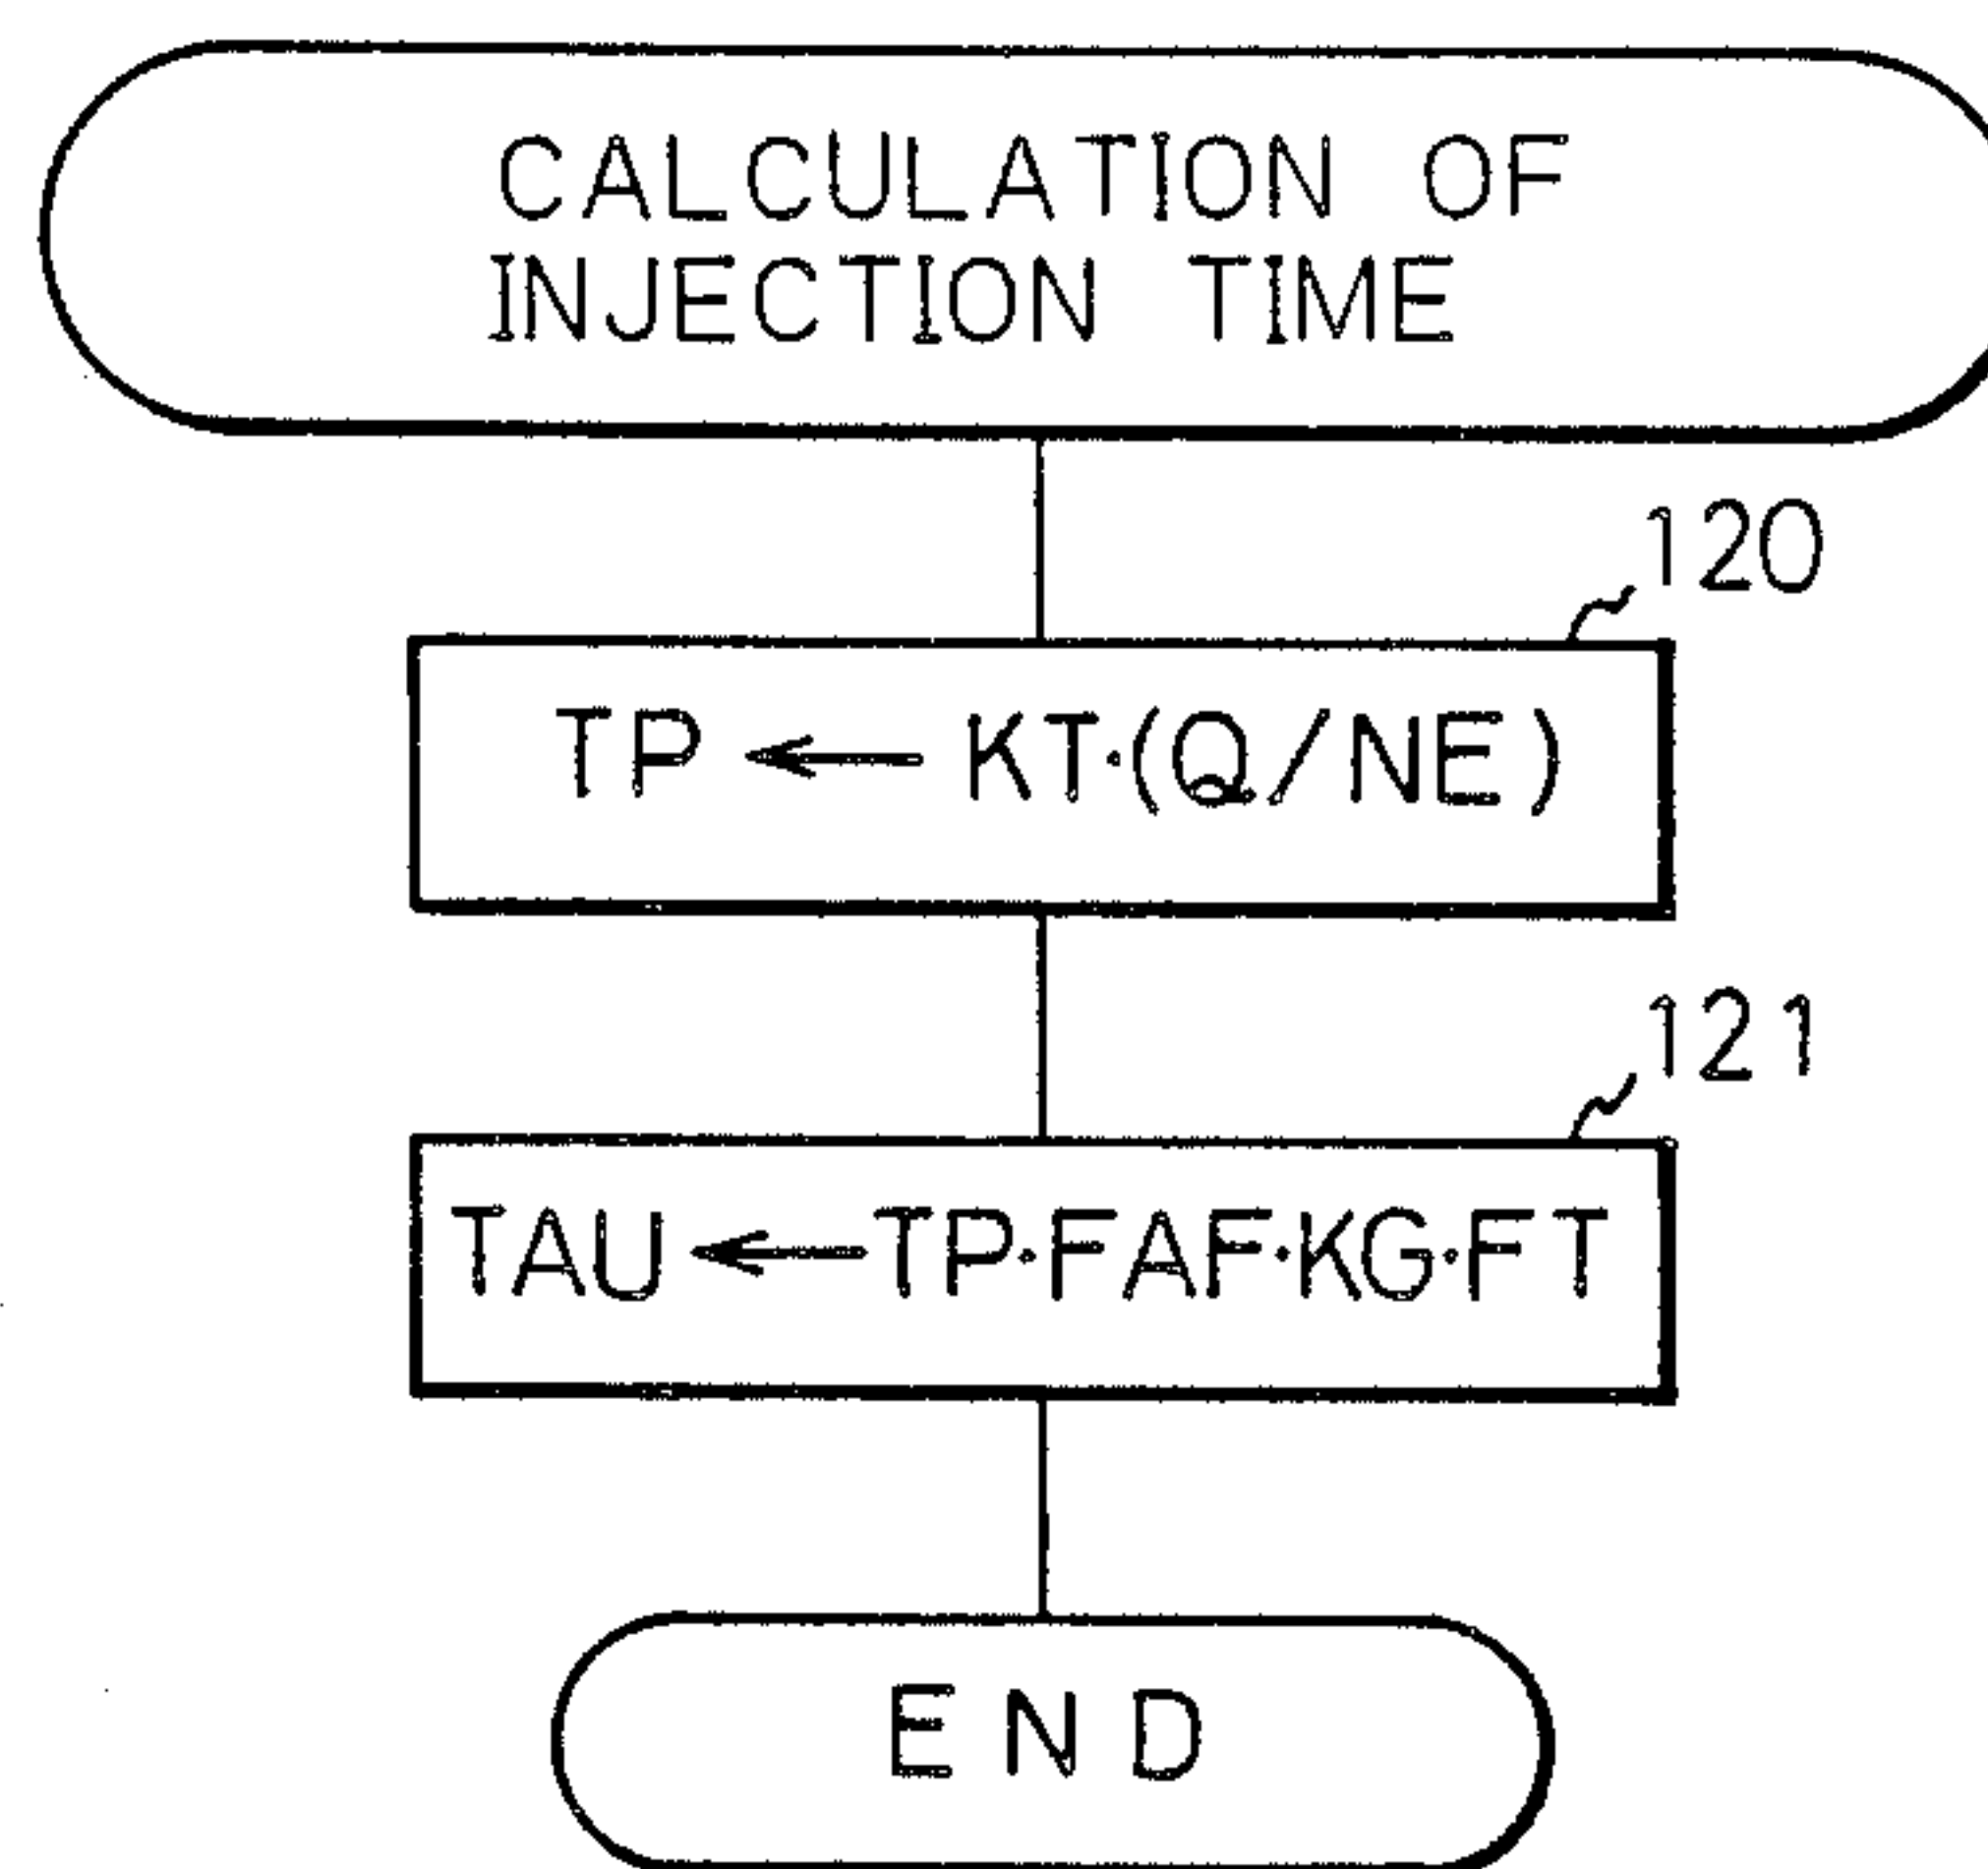 CALCULATION OF
INJECTION TIME
120
TP ← KT·(Q/NE)
121
TAU ← TP·FAF·KG·FT
END